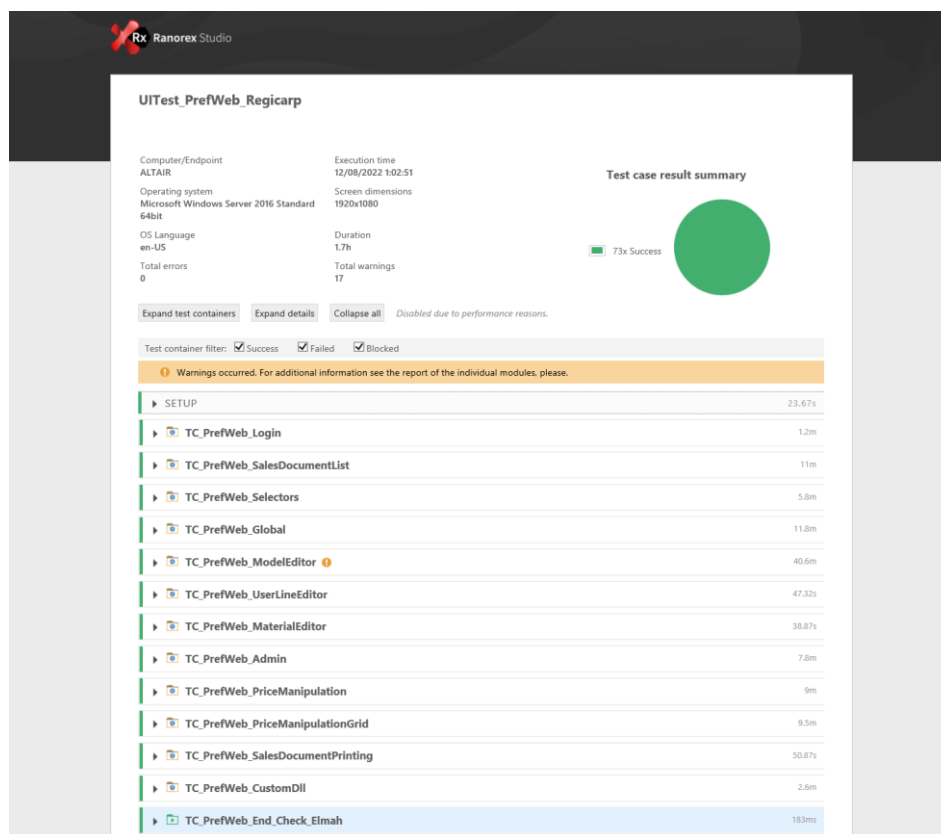 Rx Ranorex Studio
UITest_PrefWeb_Regicarp
Computer/Endpoint
ALTAIR
Execution time
12/08/2022 1:02:51
Operating system
Microsoft Windows Server 2016 Standard
64bit
Screen dimensions
1920x1080
OS Language
en-US
Duration
1.7h
Total errors
0
Total warnings
17
Test case result summary
73x Success
Expand test containers Expand details Collapse all Disabled due to performance reasons.
Test container filter: Success Failed Blocked
Warnings occurred. For additional information see the report of the individual modules, please.
SETUP 23.67s
TC_PrefWeb_Login 1.2m
TC_PrefWeb_SalesDocumentList 11m
TC_PrefWeb_Selectors 5.8m
TC_PrefWeb_Global 11.8m
TC_PrefWeb_ModelEditor 40.6m
TC_PrefWeb_UserLineEditor 47.32s
TC_PrefWeb_MaterialEditor 38.87s
TC_PrefWeb_Admin 7.8m
TC_PrefWeb_PriceManipulation 9m
TC_PrefWeb_PriceManipulationGrid 9.5m
TC_PrefWeb_SalesDocumentPrinting 50.87s
TC_PrefWeb_CustomDll 2.6m
TC_PrefWeb_End_Check_Elmah 183ms